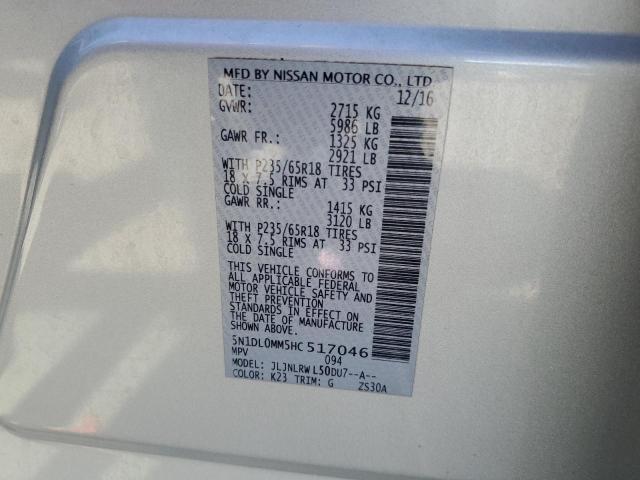 MFD BY NISSAN MOTOR CO., LTD
DATE: 12/16
GVWR: 2715 KG
5986 LB
GAWR FR.: 1325 KG
2921 LB
WITH P235/65R18 TIRES
18 X 7.5 RIMS AT 33 PSI
COLD SINGLE
GAWR RR.: 1415 KG
3120 LB
WITH P235/65R18 TIRES
18 X 7.5 RIMS AT 33 PSI
COLD SINGLE
THIS VEHICLE CONFORMS TO
ALL APPLICABLE FEDERAL
MOTOR VEHICLE SAFETY AND
THEFT PREVENTION
STANDARDS IN EFFECT ON
THE DATE OF MANUFACTURE
SHOWN ABOVE.
5N1DL0MM5HC517046
MPV 094
MODEL: JLJNLRWL50DU7--A--
COLOR: K23 TRIM: G ZS30A